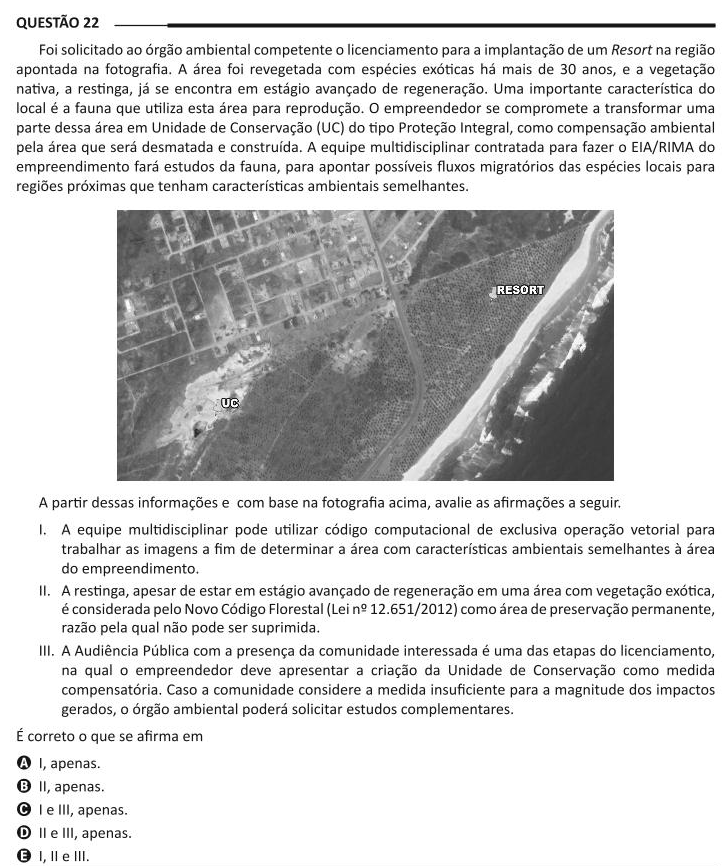 QUESTÃO 22
Foi solicitado ao órgão ambiental competente o licenciamento para a implantação de um Resort na região
apontada na fotografia. A área foi revegetada com espécies exóticas há mais de 30 anos, e a vegetação
nativa, a restinga, já se encontra em estágio avançado de regeneração. Uma importante característica do
local é a fauna que utiliza esta área para reprodução. O empreendedor se compromete a transformar uma
parte dessa área em Unidade de Conservação (UC) do tipo Proteção Integral, como compensação ambiental
pela área que será desmatada e construída. A equipe multidisciplinar contratada para fazer o EIA/RIMA do
empreendimento fará estudos da fauna, para apontar possíveis fluxos migratórios das espécies locais para
regiões próximas que tenham características ambientais semelhantes.
RESORT
UC
A partir dessas informações e com base na fotografia acima, avalie as afirmações a seguir.
I. A equipe multidisciplinar pode utilizar código computacional de exclusiva operação vetorial para
trabalhar as imagens a fim de determinar a área com características ambientais semelhantes à área
do empreendimento.
II. A restinga, apesar de estar em estágio avançado de regeneração em uma área com vegetação exótica,
é considerada pelo Novo Código Florestal (Lei nº 12.651/2012) como área de preservação permanente,
razão pela qual não pode ser suprimida.
III. A Audiência Pública com a presença da comunidade interessada é uma das etapas do licenciamento,
na qual o empreendedor deve apresentar a criação da Unidade de Conservação como medida
compensatória. Caso a comunidade considere a medida insuficiente para a magnitude dos impactos
gerados, o órgão ambiental poderá solicitar estudos complementares.
É correto o que se afirma em
A I, apenas.
B II, apenas.
C I e III, apenas.
D II e III, apenas.
E I, II e III.